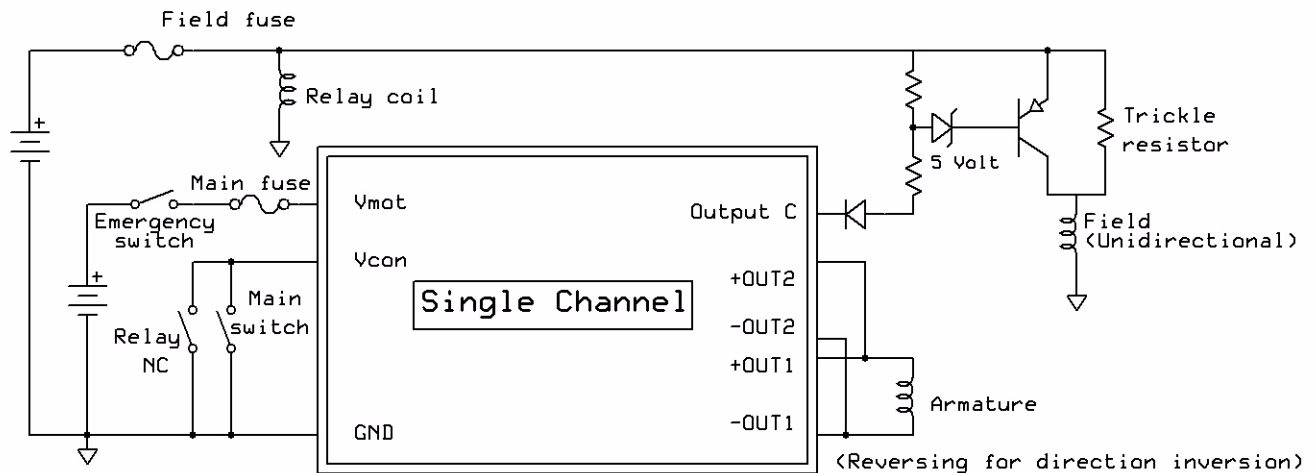 Field fuse
+
Relay coil
Trickle
resistor
5 Volt
Main fuse
Emergency
switch
Vmot
Output C
Field
(Unidirectional)
Vcon
+
Main
switch
Relay
NC
Single Channel
+OUT2
-OUT2
+OUT1
-OUT1
Armature
GND
(Reversing for direction inversion)